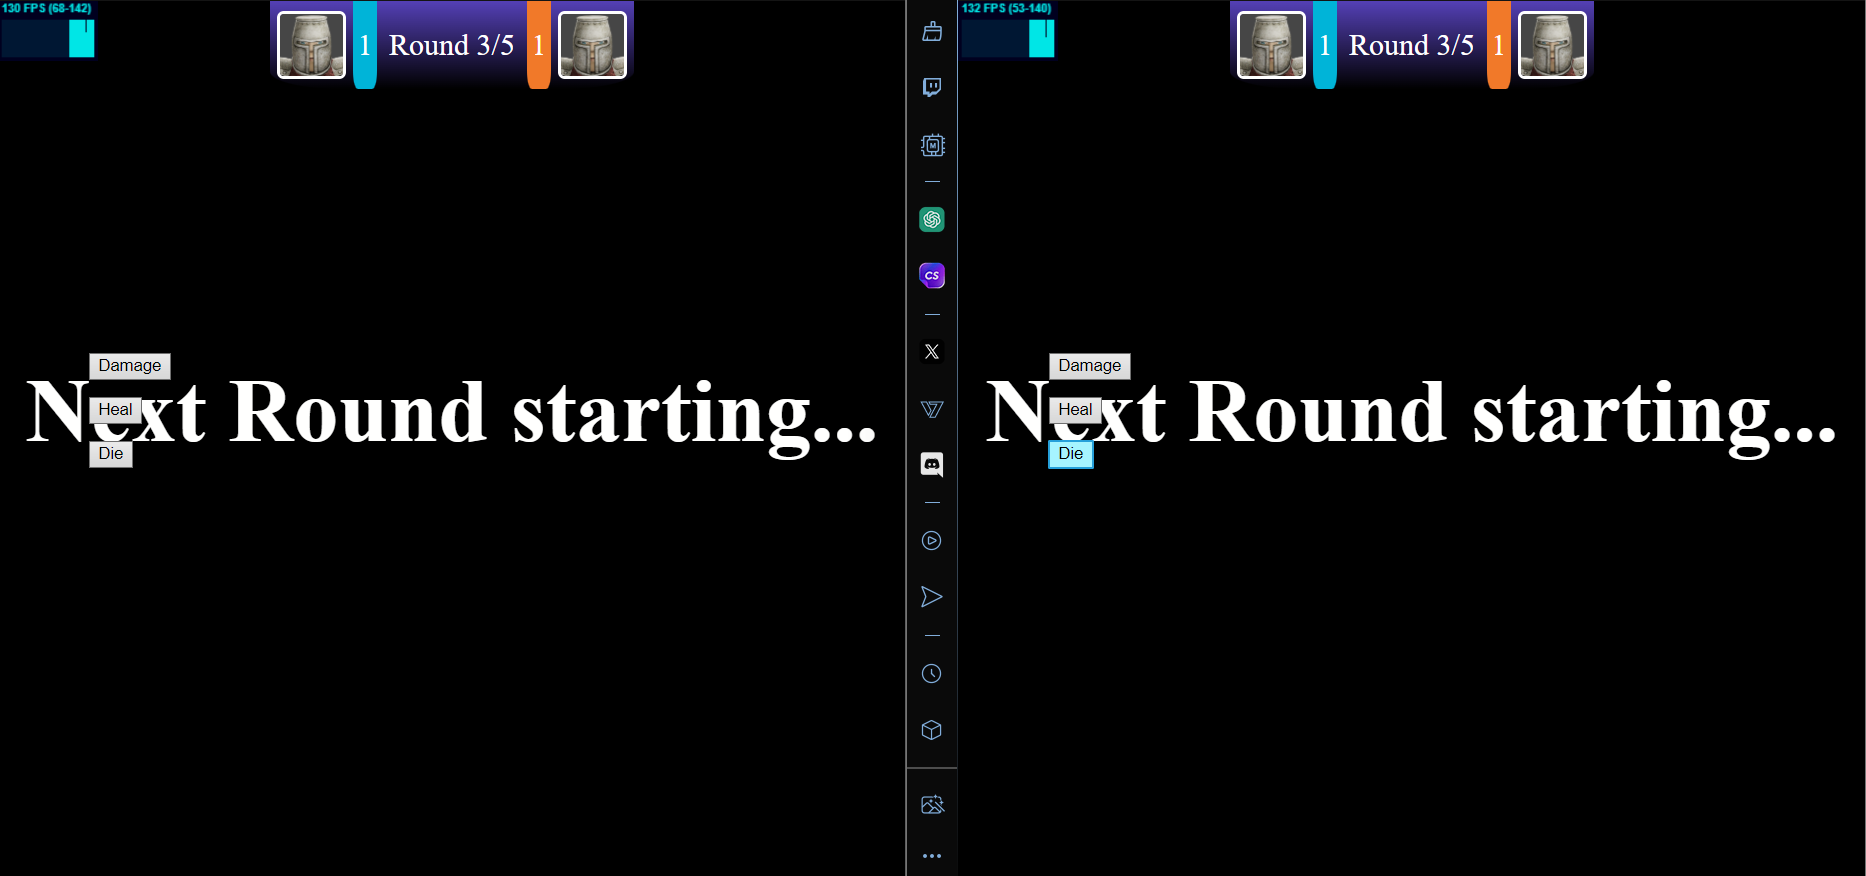 130 FPS (68-142)
1 Round 3/5 1
Damage
Next Round starting...
Heal
Die
M
CS
132 FPS (53-140)
1 Round 3/5 1
Damage
Next Round starting...
Heal
Die